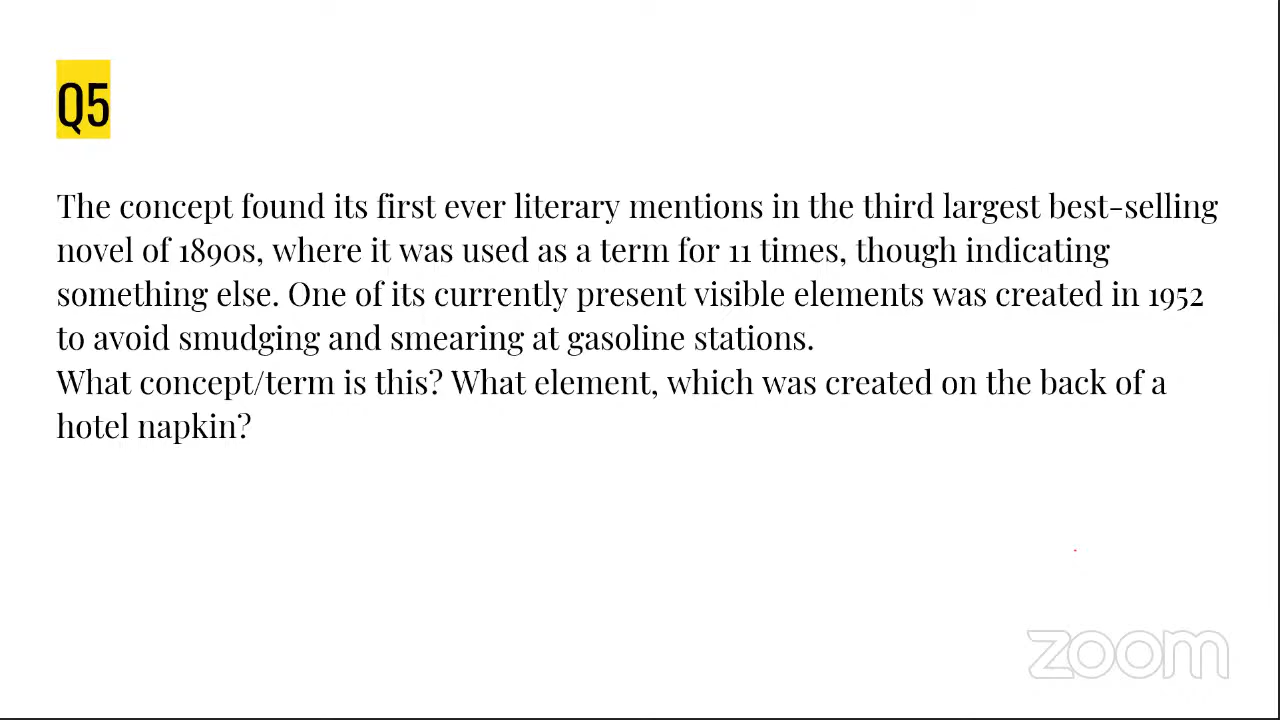 Q5
The concept found its first ever literary mentions in the third largest best-selling
novel of 1890s, where it was used as a term for 11 times, though indicating
something else. One of its currently present visible elements was created in 1952
to avoid smudging and smearing at gasoline stations.
What concept/term is this? What element, which was created on the back of a
hotel napkin?
zoom